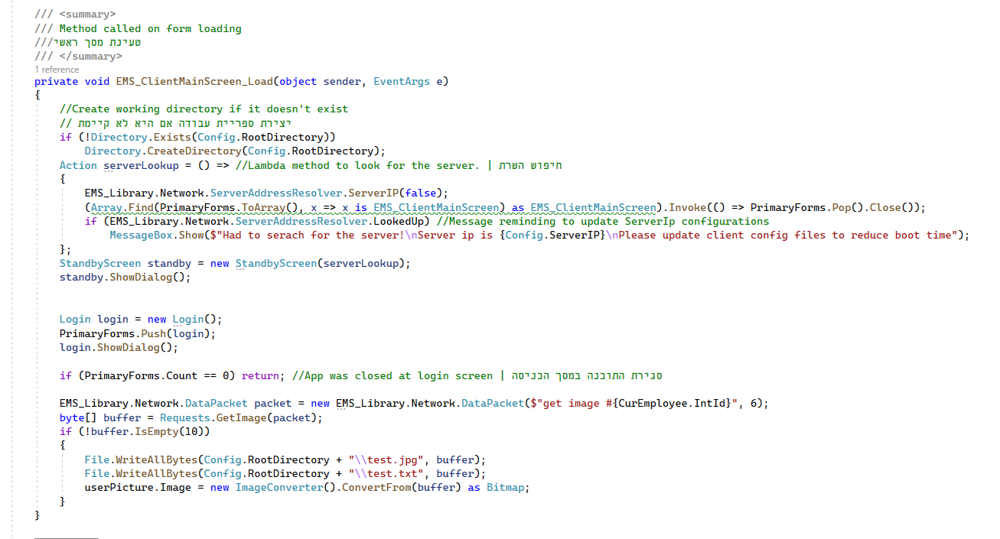 /// <summary>
/// Method called on form loading
///טעינת מסך ראשי
/// </summary>
1 reference
private void EMS_ClientMainScreen_Load(object sender, EventArgs e)
{
//Create working directory if it doesn't exist
// יצירת ספריית עבודה אם היא לא קיימת
if (!Directory.Exists(Config.RootDirectory))
Directory.CreateDirectory(Config.RootDirectory);
Action serverLookup = () => //Lambda method to look for the server. | חיפוש השרת
{
EMS_Library.Network.ServerAddressResolver.ServerIP(false);
(Array.Find(PrimaryForms.ToArray(), x => x is EMS_ClientMainScreen) as EMS_ClientMainScreen).Invoke(() => PrimaryForms.Pop().Close());
if (EMS_Library.Network.ServerAddressResolver.LookedUp) //Message reminding to update ServerIp configurations
MessageBox.Show($"Had to serach for the server!\nServer ip is {Config.ServerIP}\nPlease update client config files to reduce boot time");
};
StandbyScreen standby = new StandbyScreen(serverLookup);
standby.ShowDialog();
Login login = new Login();
PrimaryForms.Push(login);
login.ShowDialog();
if (PrimaryForms.Count == 0) return; //App was closed at login screen | סגירת התוכנה במסך הכניסה
EMS_Library.Network.DataPacket packet = new EMS_Library.Network.DataPacket($"get image #{CurEmployee.IntId}", 6);
byte[] buffer = Requests.GetImage(packet);
if (!buffer.IsEmpty(10))
{
File.WriteAllBytes(Config.RootDirectory + "\\test.jpg", buffer);
File.WriteAllBytes(Config.RootDirectory + "\\test.txt", buffer);
userPicture.Image = new ImageConverter().ConvertFrom(buffer) as Bitmap;
}
}